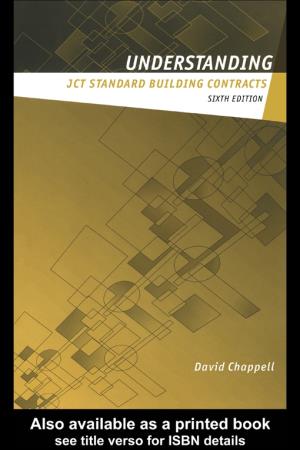 UNDERSTANDING
JCT STANDARD BUILDING CONTRACTS
SIXTH EDITION
David Chappell
Also available as a printed book
see title verso for ISBN details